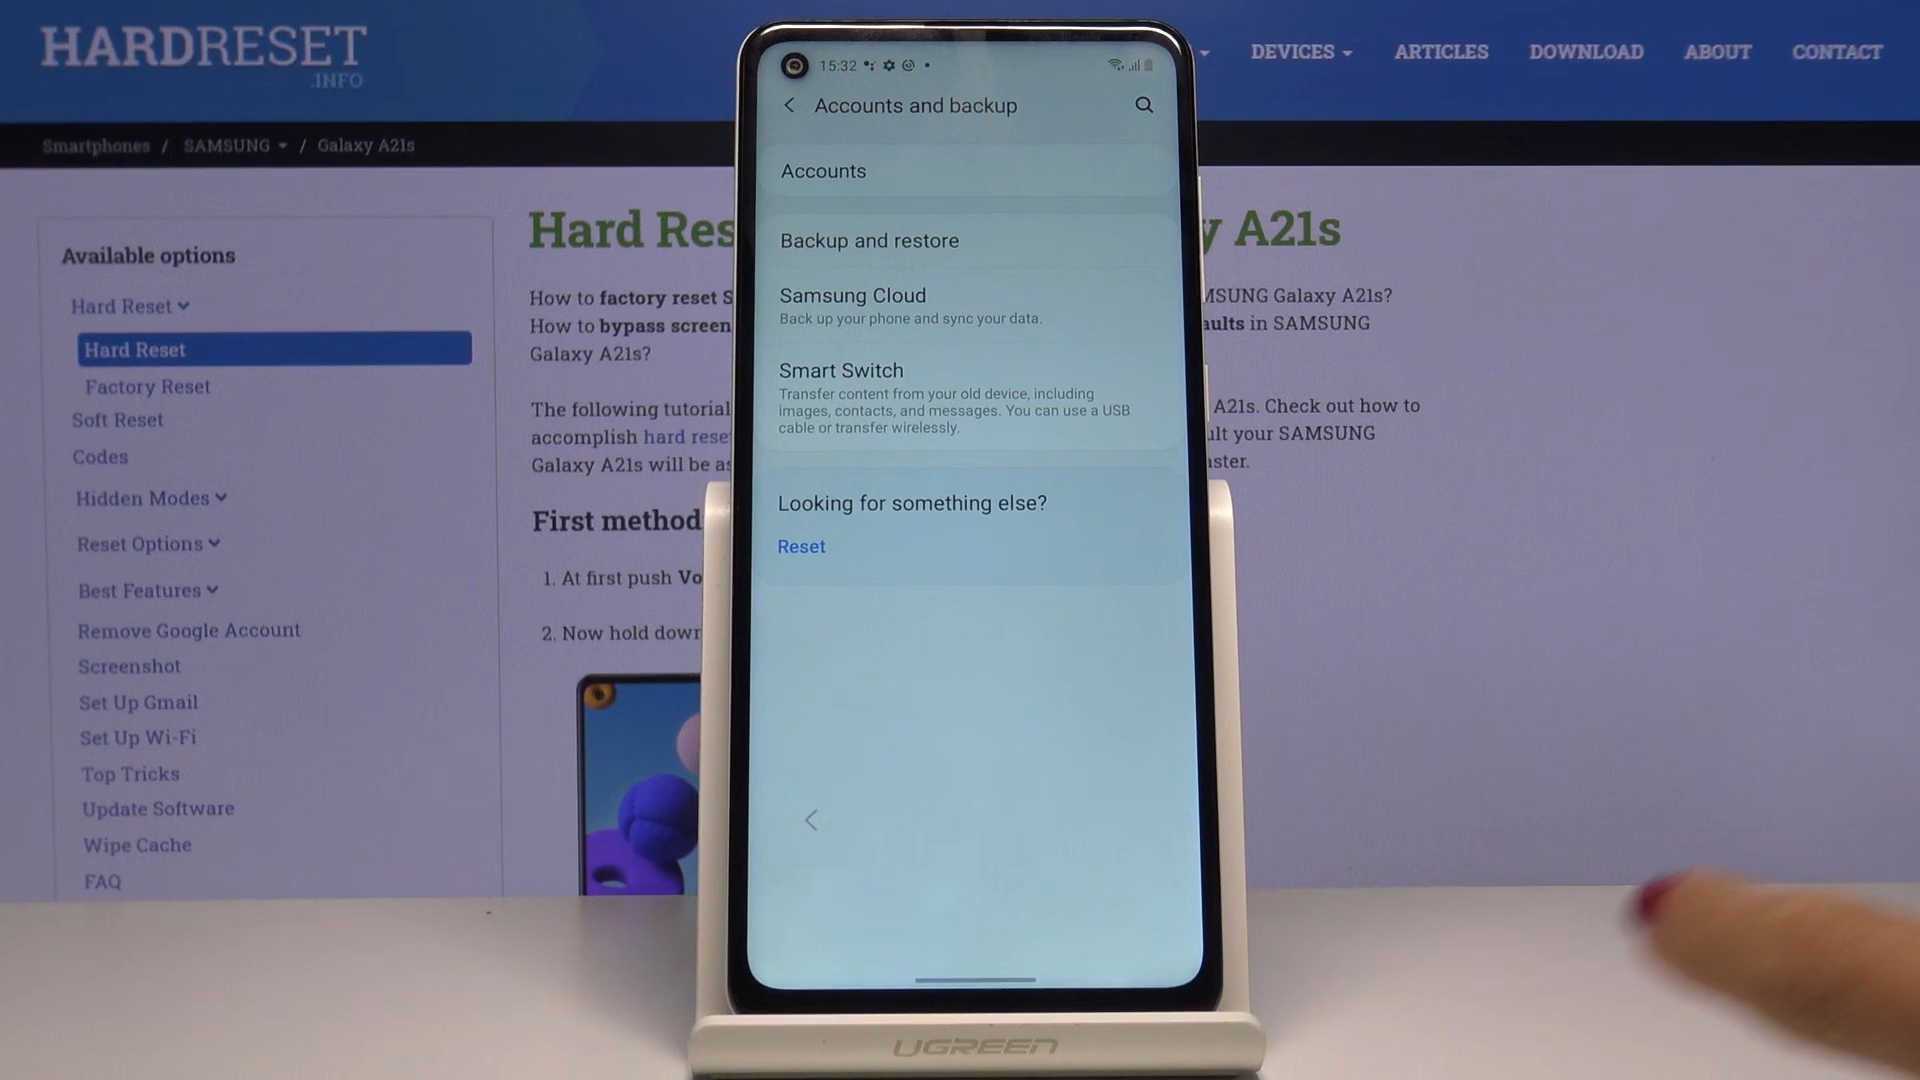 HARDRESET
.INFO
DEVICES
ARTICLES
DOWNLOAD
ABOUT
CONTACT
Smartphones / SAMSUNG / Galaxy A21s
Available options
Hard Reset
Hard Reset
Factory Reset
Soft Reset
Codes
Hidden Modes
Reset Options
Best Features
Remove Google Account
Screenshot
Set Up Gmail
Set Up Wi-Fi
Top Tricks
Update Software
Wipe Cache
FAQ
Hard Res
y A21s
How to factory reset S
MSUNG Galaxy A21s?
How to bypass screen
aults in SAMSUNG
Galaxy A21s?
The following tutorial
A21s. Check out how to
accomplish hard rese
ult your SAMSUNG
Galaxy A21s will be as
aster.
First method
1. At first push Vo
2. Now hold down
15:32
Accounts and backup
Accounts
Backup and restore
Samsung Cloud
Back up your phone and sync your data.
Smart Switch
Transfer content from your old device, including
images, contacts, and messages. You can use a USB
cable or transfer wirelessly.
Looking for something else?
Reset
UGREEN